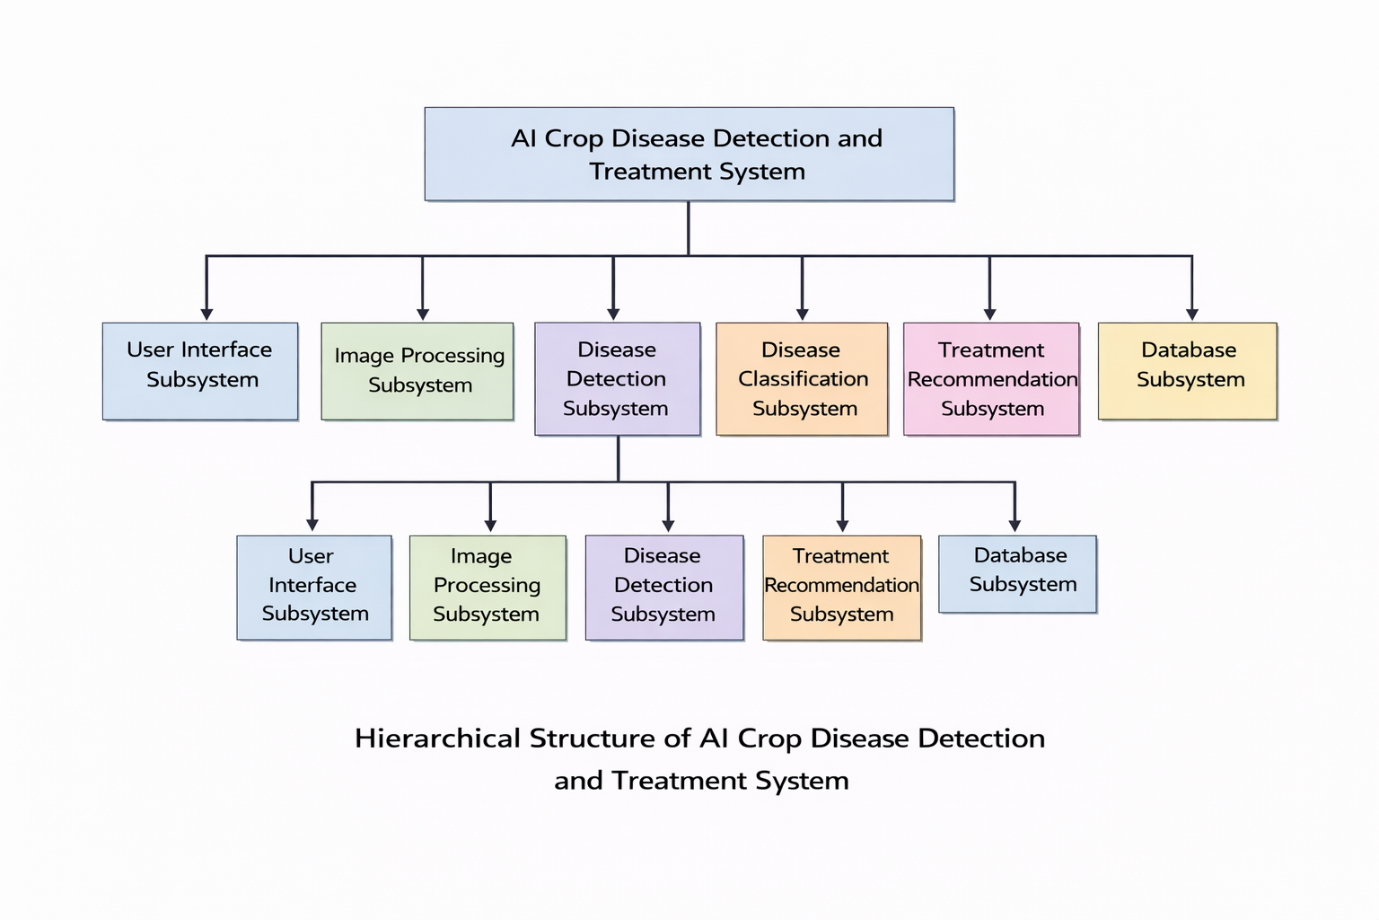 AI Crop Disease Detection and
Treatment System
User Interface
Subsystem
Image Processing
Subsystem
Disease
Detection
Subsystem
Disease
Classification
Subsystem
Treatment
Recommendation
Subsystem
Database
Subsystem
User
Interface
Subsystem
Image
Processing
Subsystem
Disease
Detection
Subsystem
Treatment
Recommendation
Subsystem
Database
Subsystem
Hierarchical Structure of AI Crop Disease Detection
and Treatment System